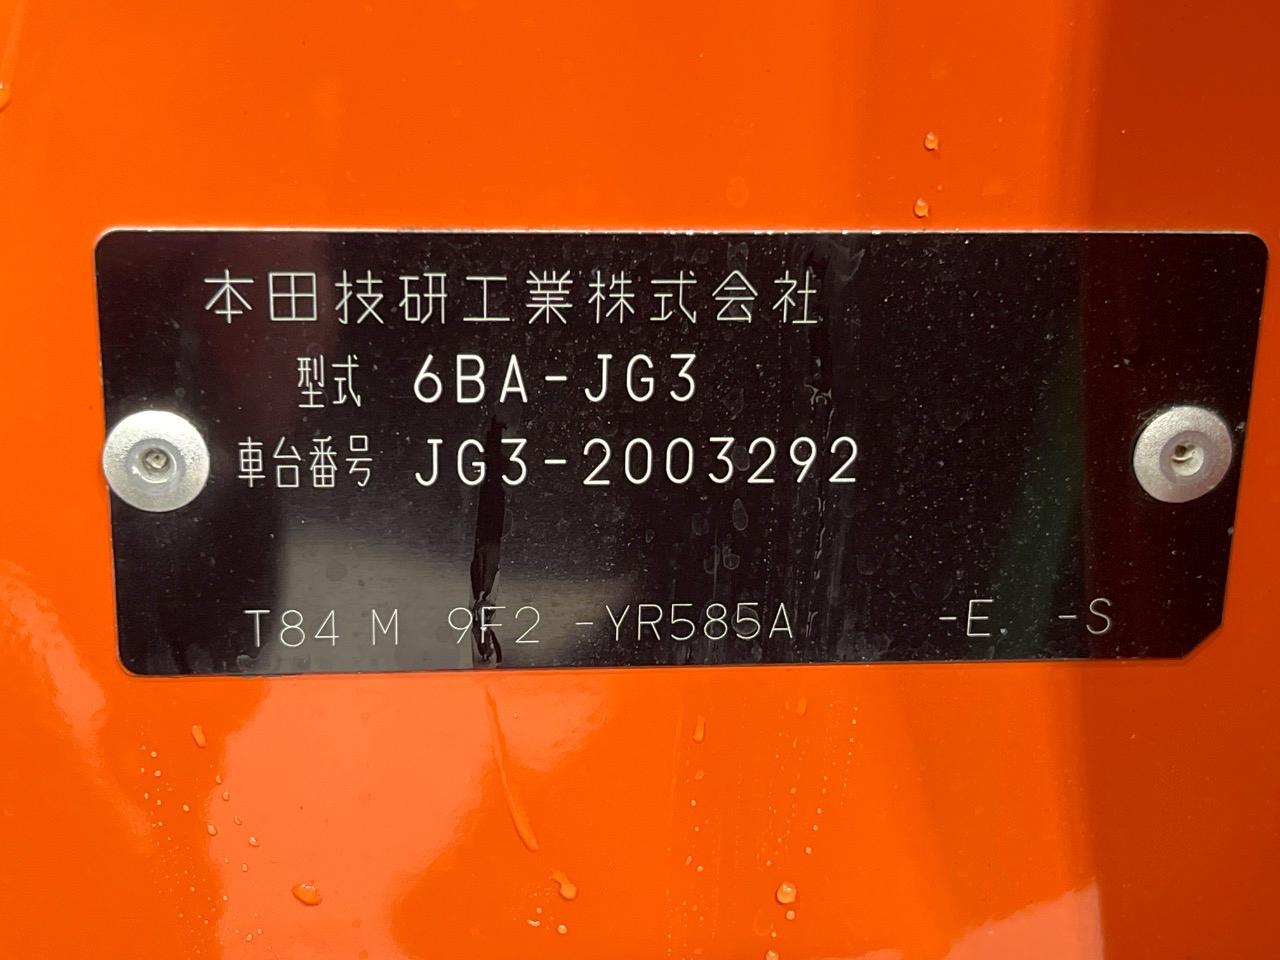 本田技研工業株式会社
型式 6BA-JG3
車台番号 JG3-2003292
T84 M 9F2 -YR585A -E -S